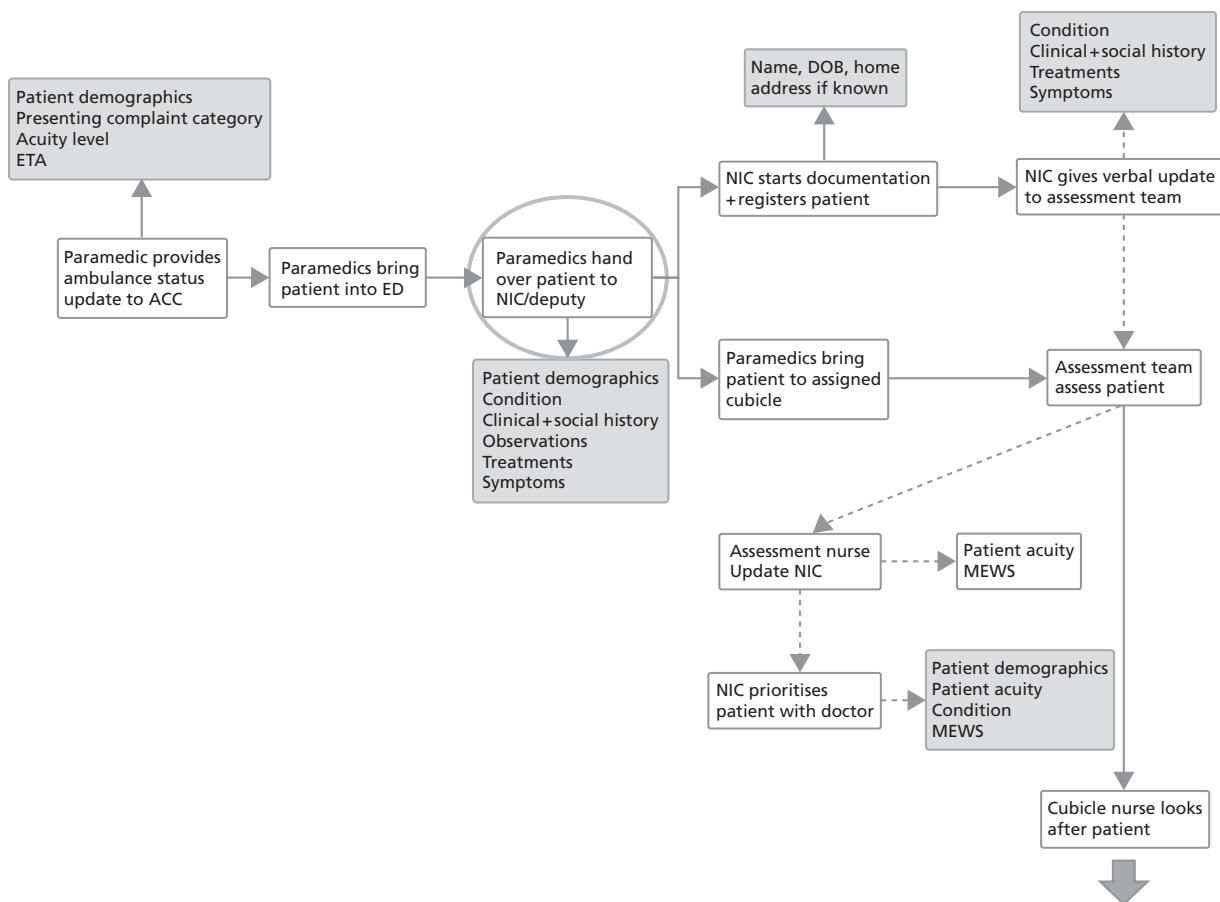 Patient demographics
Presenting complaint category
Acuity level
ETA
Paramedic provides
ambulance status
update to ACC
Paramedics bring
patient into ED
Paramedics hand
over patient to
NIC/deputy
Patient demographics
Condition
Clinical+social history
Observations
Treatments
Symptoms
Name, DOB, home
address if known
NIC starts documentation
+registers patient
Condition
Clinical+social history
Treatments
Symptoms
NIC gives verbal update
to assessment team
Paramedics bring
patient to assigned
cubicle
Assessment team
assess patient
Assessment nurse
Update NIC
Patient acuity
MEWS
NIC prioritises
patient with doctor
Patient demographics
Patient acuity
Condition
MEWS
Cubicle nurse looks
after patient